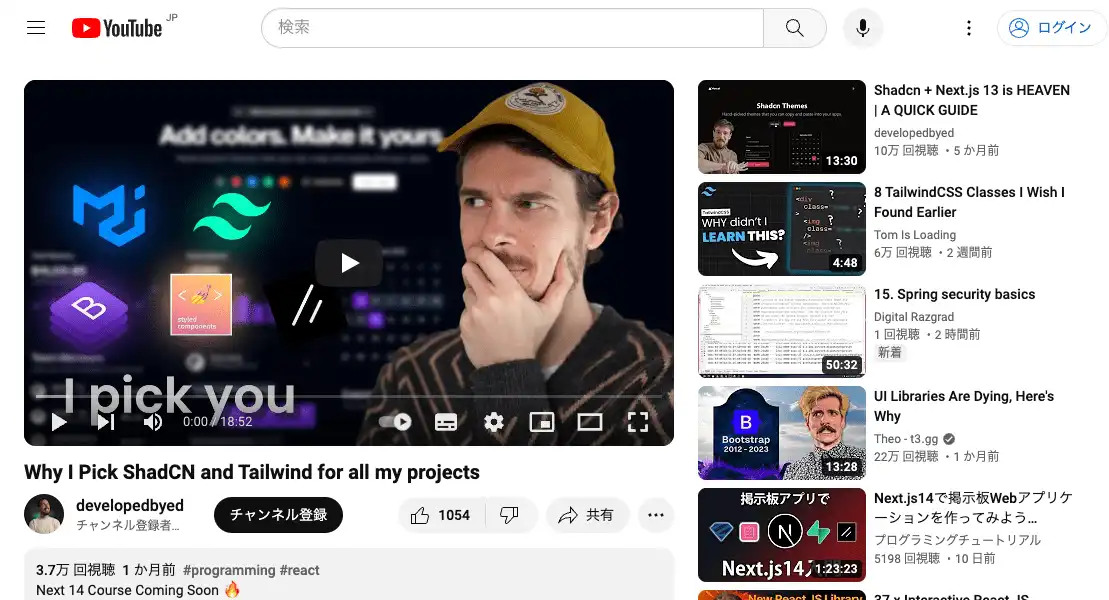 YouTube JP
検索
ログイン
Add colors. Make it yours.
styled
components
//
I pick you
0:00 / 18:52
Why I Pick ShadCN and Tailwind for all my projects
developedbyed
チャンネル登録者...
チャンネル登録
1054
共有
3.7万 回視聴 1 か月前 #programming #react
Next 14 Course Coming Soon 🔥
Shadcn Themes
13:30
Shadcn + Next.js 13 is HEAVEN
| A QUICK GUIDE
developedbyed
10万 回視聴 ・5 か月前
TailwindCSS
WHY didn't I
LEARN THIS?
<div
class=
>
<img
class=
/>
<img
4:48
8 TailwindCSS Classes I Wish I
Found Earlier
Tom Is Loading
6万 回視聴 ・2 週間前
50:32
15. Spring security basics
Digital Razgrad
1 回視聴 ・2 時間前
新着
B
Bootstrap
2012 - 2023
13:28
UI Libraries Are Dying, Here's
Why
Theo - t3.gg
22万 回視聴 ・1 か月前
掲示板アプリで
N
Next.js14入
1:23:23
Next.js14で掲示板Webアプリケ
ーションを作ってみよう...
プログラミングチュートリアル
5198 回視聴 ・10 日前
New React JS Library
37 x Interactive React JS